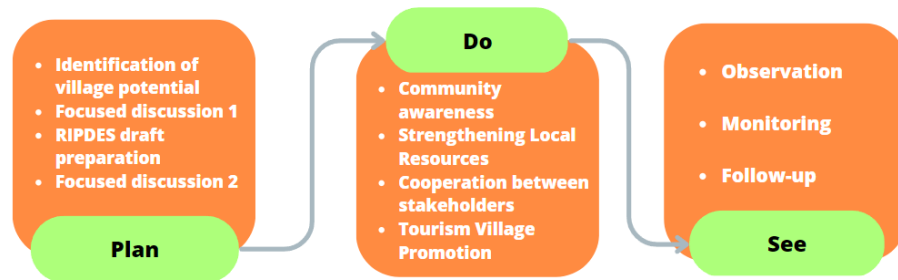 • Identification of
village potential
• Focused discussion 1
• RIPDES draft
preparation
• Focused discussion 2
Plan
Do
• Community
awareness
• Strengthening Local
Resources
• Cooperation between
stakeholders
• Tourism Village
Promotion
• Observation
• Monitoring
• Follow-up
See